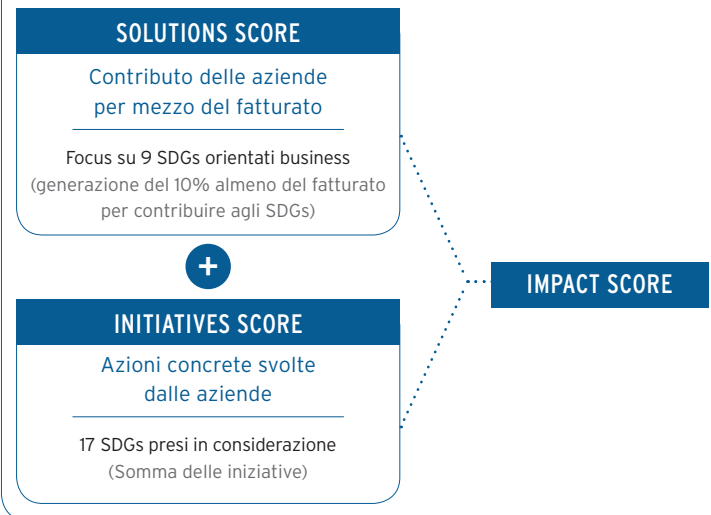 SOLUTIONS SCORE
Contributo delle aziende
per mezzo del fatturato
Focus su 9 SDGs orientati business
(generazione del 10% almeno del fatturato
per contribuire agli SDGs)
+
INITIATIVES SCORE
Azioni concrete svolte
dalle aziende
17 SDGs presi in considerazione
(Somma delle iniziative)
IMPACT SCORE